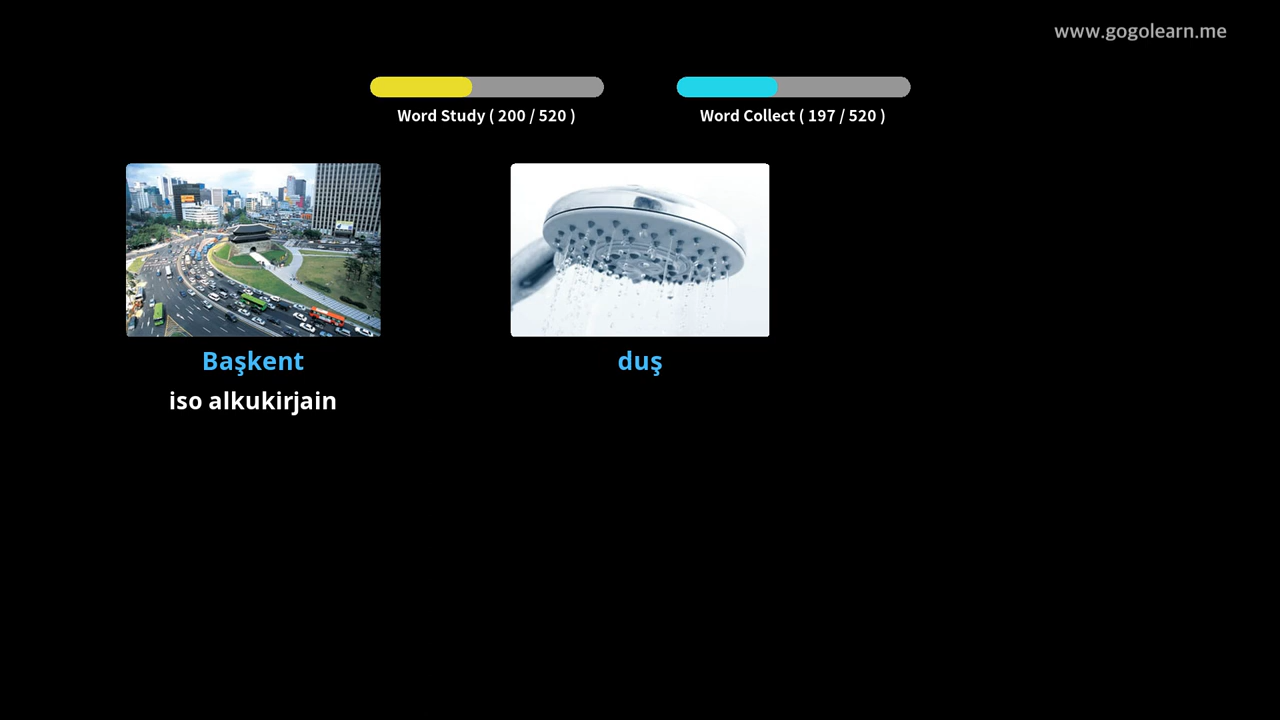 www.gogolearn.me
Word Study ( 200 / 520 )
Word Collect ( 197 / 520 )
Başkent
iso alkukirjain
duş